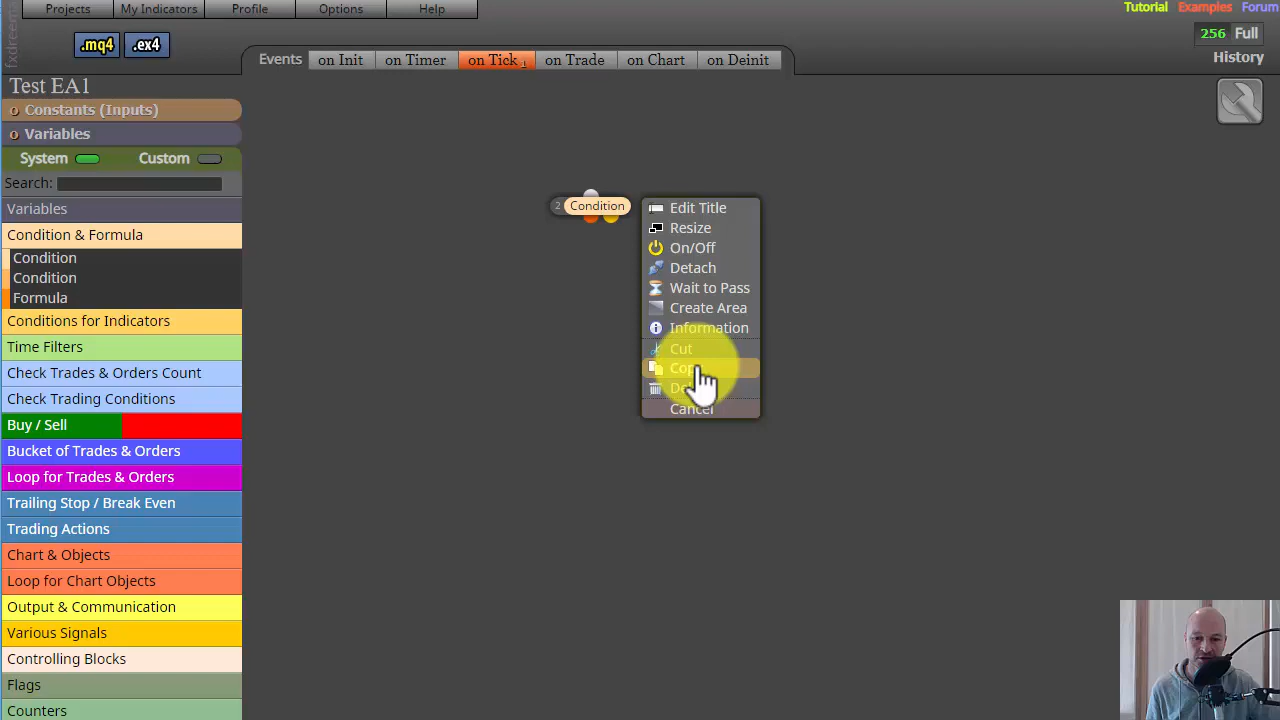 Projects My Indicators Profile Options Help
Tutorial Examples Forum
fxdreema
.mq4 .ex4
Events on Init on Timer on Tick 1 on Trade on Chart on Deinit
256 Full
History
Test EA1
Constants (Inputs)
Variables
System Custom
Search:
Variables
Condition & Formula
Condition
Condition
Formula
Conditions for Indicators
Time Filters
Check Trades & Orders Count
Check Trading Conditions
Buy / Sell
Bucket of Trades & Orders
Loop for Trades & Orders
Trailing Stop / Break Even
Trading Actions
Chart & Objects
Loop for Chart Objects
Output & Communication
Various Signals
Controlling Blocks
Flags
Counters
2 Condition
Edit Title
Resize
On/Off
Detach
Wait to Pass
Create Area
Information
Cut
Cancel